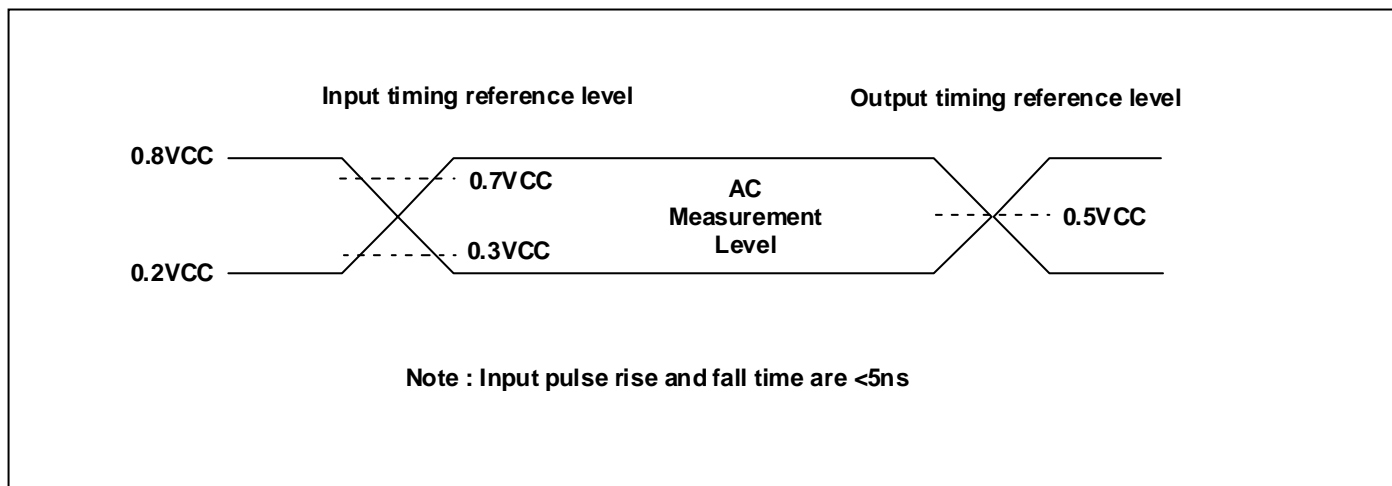 Input timing reference level
Output timing reference level
0.8VCC
0.7VCC
AC
Measurement
Level
0.5VCC
0.3VCC
0.2VCC
Note : Input pulse rise and fall time are <5ns